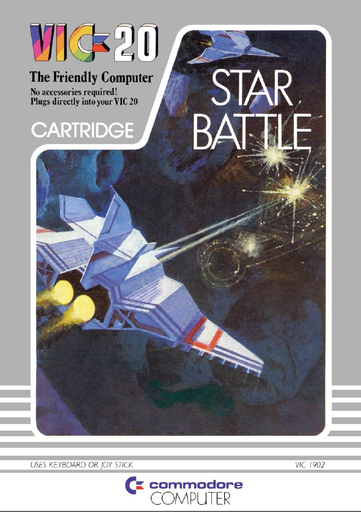 VIC-20
The Friendly Computer
No accessories required!
Plugs directly into your VIC 20
CARTRIDGE
STAR
BATTLE
USES KEYBOARD OR JOY STICK
VIC 1902
commodore
COMPUTER